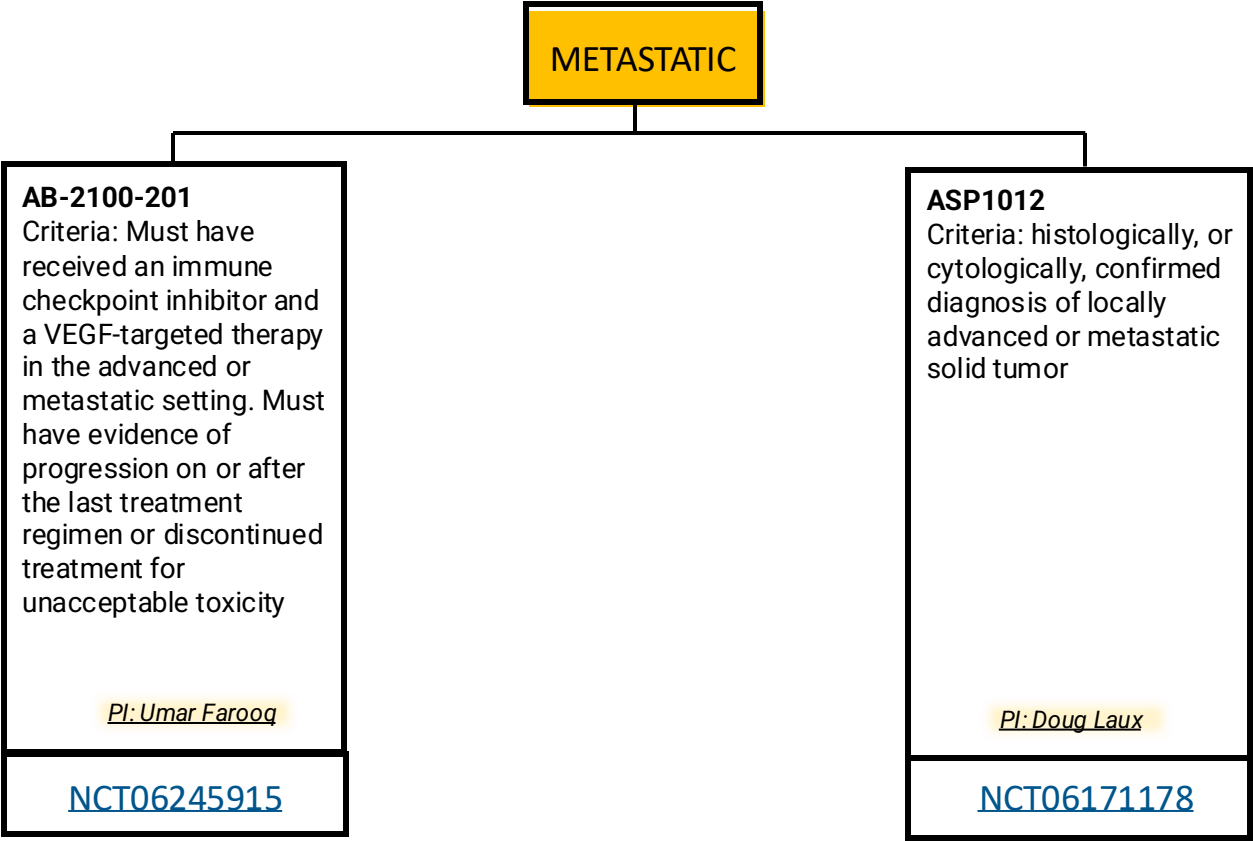 METASTATIC
AB-2100-201
Criteria: Must have
received an immune
checkpoint inhibitor and
a VEGF-targeted therapy
in the advanced or
metastatic setting. Must
have evidence of
progression on or after
the last treatment
regimen or discontinued
treatment for
unacceptable toxicity
PI: Umar Farooq
NCT06245915
ASP1012
Criteria: histologically, or
cytologically, confirmed
diagnosis of locally
advanced or metastatic
solid tumor
PI: Doug Laux
NCT06171178